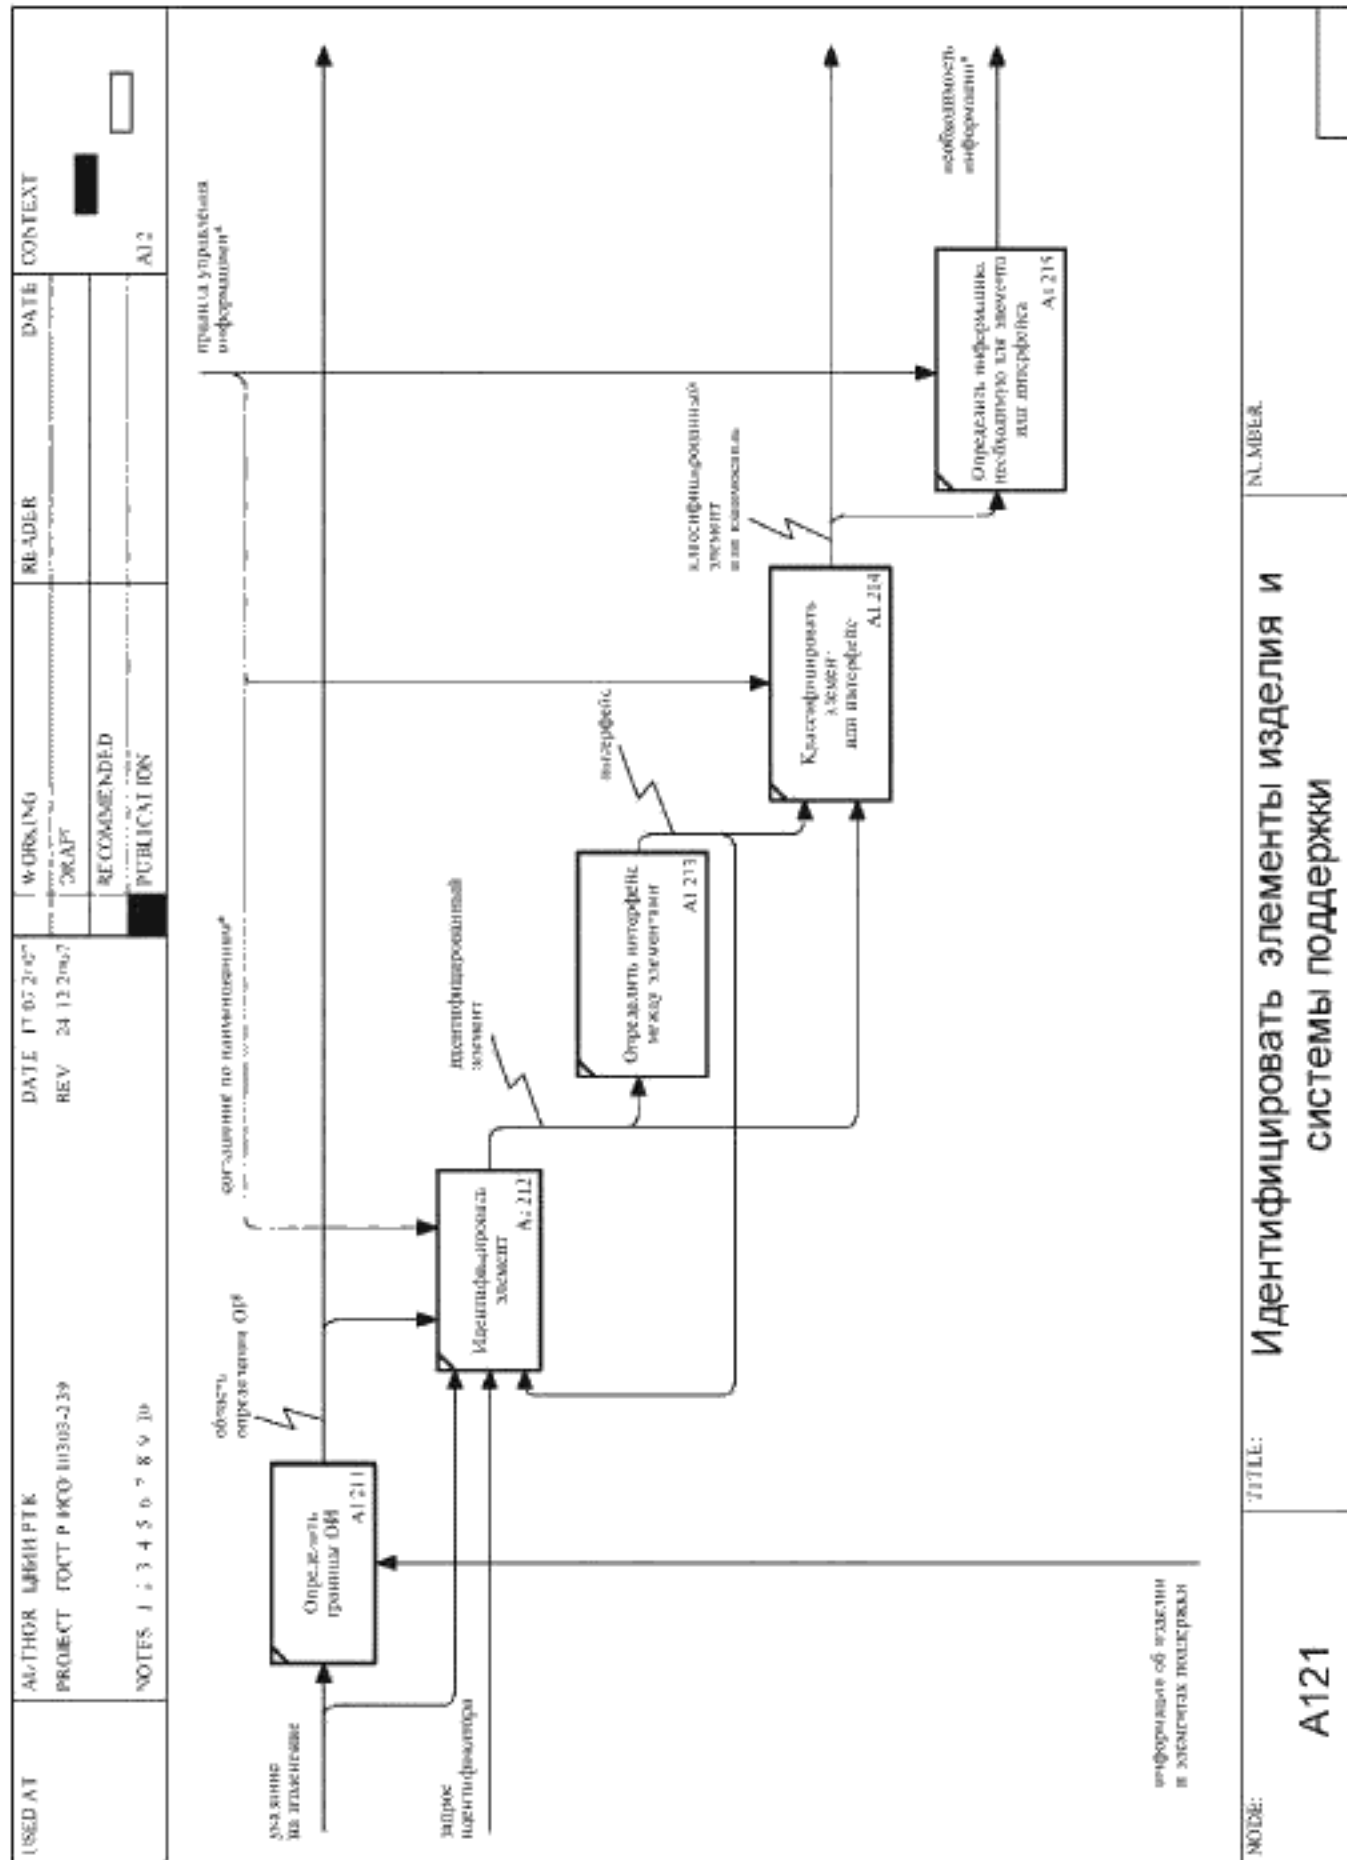 USED AT
AUTHOR ЦНИИ РТК
PROJECT ГОСТ Р ИСО 10303-239
NOTES 1 2 3 4 5 6 7 8 9 10
DATE
REV
WORKING
DRAFT
RECOMMENDED
PUBLICATION
READER
DATE
CONTEXT
A12
указание
на изменение
запрос
идентификатора
информация об изделии
и элементах поддержки
Определить
границы ОИ
A1211
область
определения ОИ*
соглашение по наименованиям*
правила управления
информацией*
Идентифицировать
элемент
A1212
идентифицированный
элемент
Определить интерфейс
между элементами
A1213
интерфейс
Классифицировать
элемент
или интерфейс
A1214
классифицированный
элемент
или
Определить информацию,
необходимую для элемента
или интерфейса
A1215
необходимость
информации*
NODE:
A121
TITLE:
Идентифицировать элементы изделия и
системы поддержки
NUMBER: